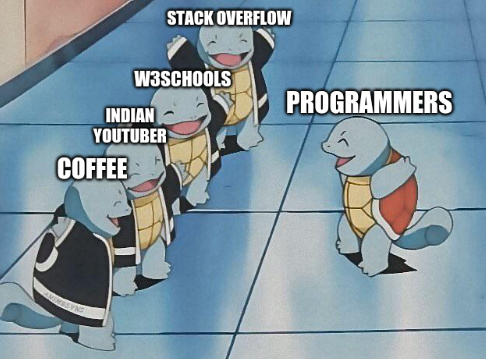 STACK OVERFLOW
W3SCHOOLS
PROGRAMMERS
INDIAN
YOUTUBER
COFFEE